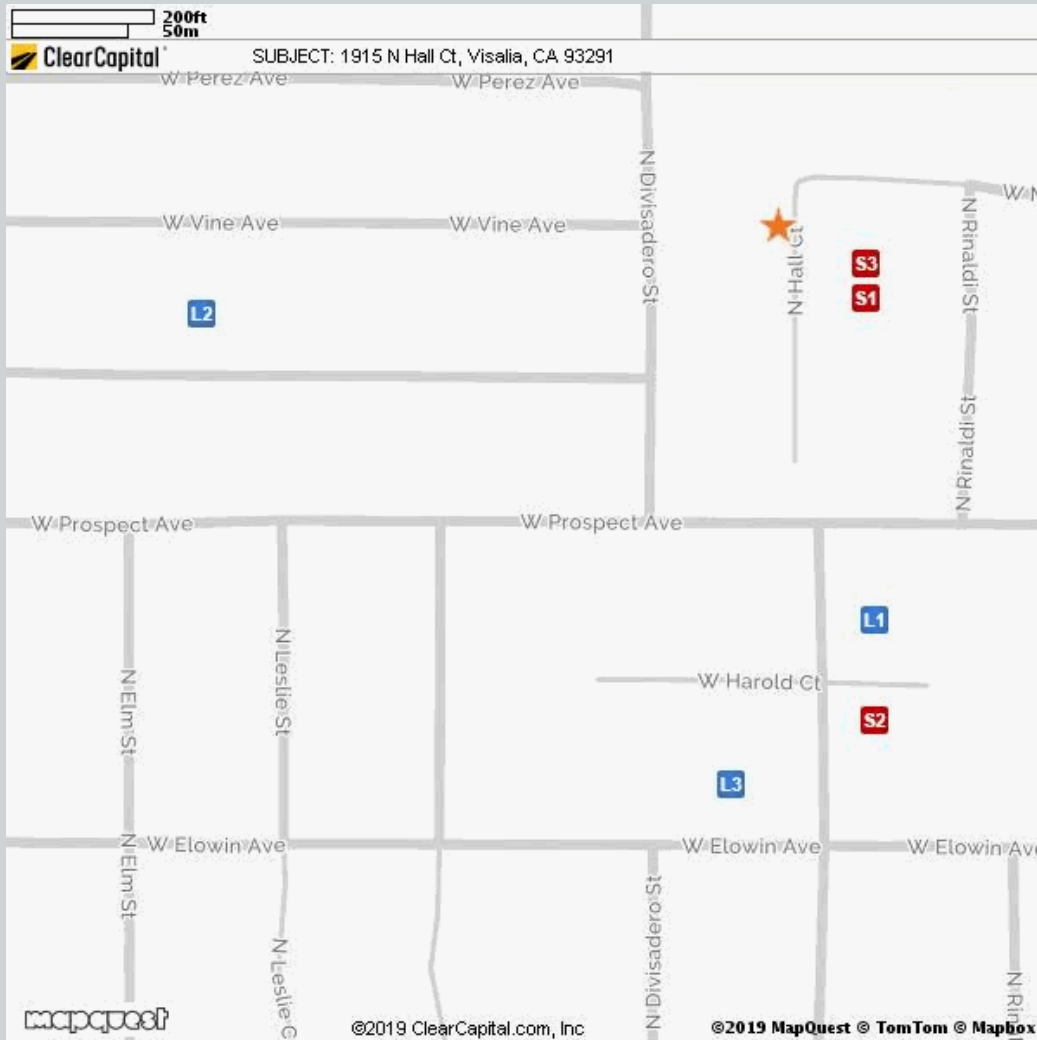 200ft
50m
ClearCapital
SUBJECT: 1915 N Hall Ct, Visalia, CA 93291
W Perez Ave
W Perez Ave
N Divisadero St
W Vine Ave
W Vine Ave
N Hall Ct
N Rinaldi St
S3
S1
L2
N Rinaldi St
W Prospect Ave
W Prospect Ave
L1
N Elm St
N Leslie St
W Harold Ct
S2
L3
W Elowin Ave
W Elowin Ave
W Elowin Ave
N Elm St
N Divisadero St
N Leslie C
N Rin
mapquest
©2019 ClearCapital.com, Inc
©2019 MapQuest © TomTom © Mapbox